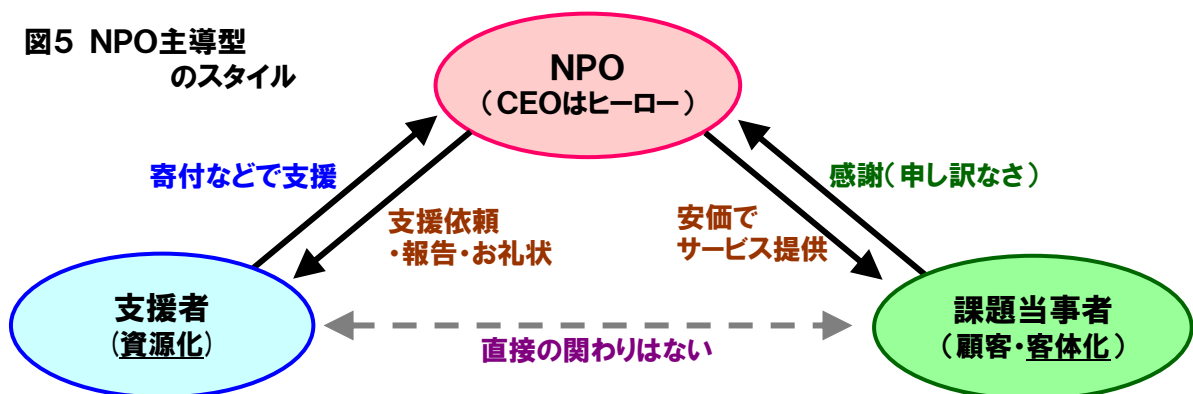 図5 NPO主導型
のスタイル
NPO
(CEOはヒーロー)
寄付などで支援
感謝(申し訳なさ)
支援依頼
・報告・お礼状
安価で
サービス提供
支援者
(資源化)
直接の関わりはない
課題当事者
(顧客・客体化)